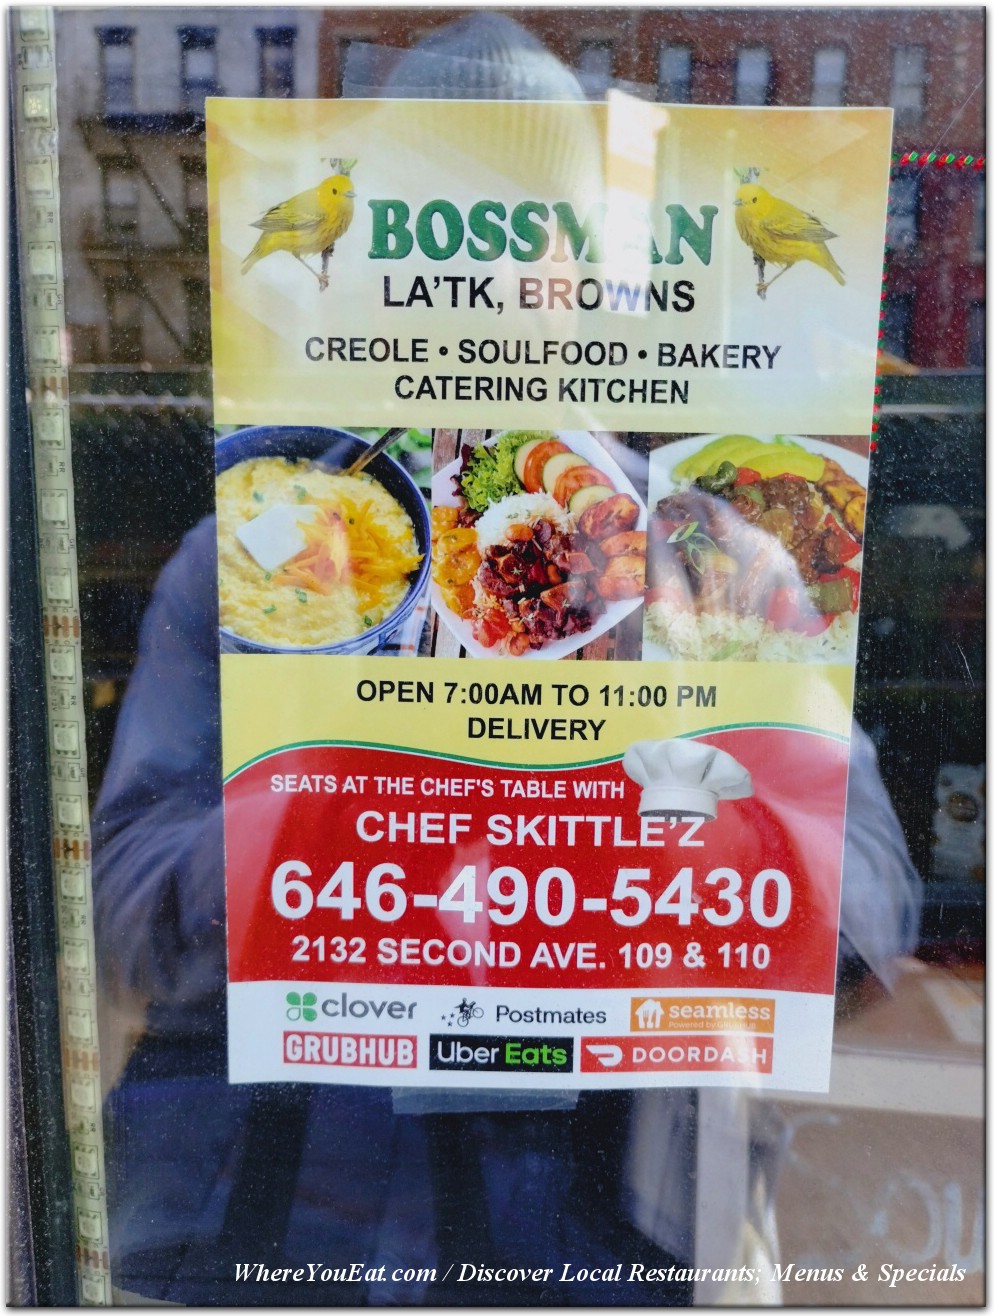 BOSSMAN
LA'TK, BROWNS
CREOLE • SOULFOOD • BAKERY
CATERING KITCHEN
OPEN 7:00AM TO 11:00 PM
DELIVERY
SEATS AT THE CHEF'S TABLE WITH
CHEF SKITTLE'Z
646-490-5430
2132 SECOND AVE. 109 & 110
clover Postmates seamless
Powered by
GRUBHUB Uber Eats DOORDASH
WhereYouEat.com / Discover Local Restaurants; Menus & Specials